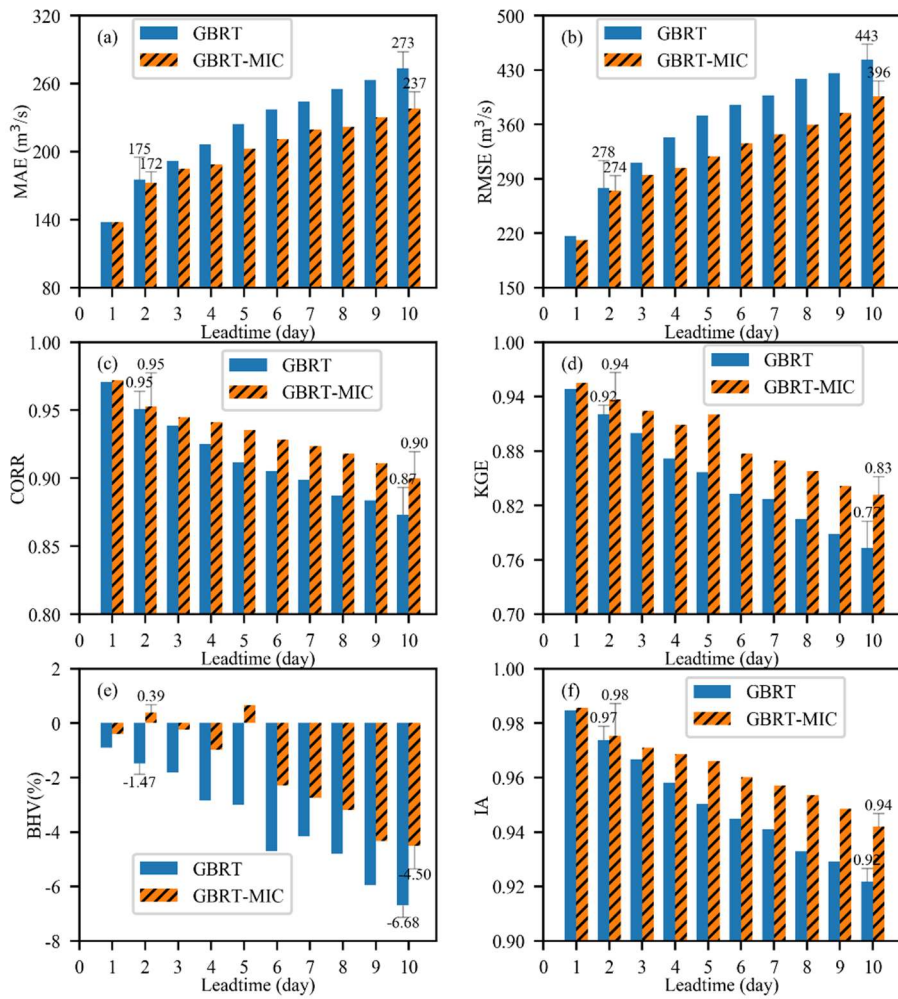 (a)
GBRT
GBRT-MIC
320
260
200
140
80
MAE (m³/s)
175
172
273
237
0 1 2 3 4 5 6 7 8 9 10
Leadtime (day)
(b)
GBRT
GBRT-MIC
500
430
360
290
220
150
RMSE (m³/s)
278
274
443
396
0 1 2 3 4 5 6 7 8 9 10
Leadtime (day)
(c)
GBRT
GBRT-MIC
1.00
0.95
0.90
0.85
0.80
CORR
0.95
0.95
0.90
0.87
0 1 2 3 4 5 6 7 8 9 10
Leadtime (day)
(d)
GBRT
GBRT-MIC
1.00
0.94
0.88
0.82
0.76
0.70
KGE
0.94
0.92
0.83
0.77
0 1 2 3 4 5 6 7 8 9 10
Leadtime (day)
(e)
GBRT
GBRT-MIC
2
0
-2
-4
-6
-8
BHV(%)
0.39
-1.47
-4.50
-6.68
0 1 2 3 4 5 6 7 8 9 10
Leadtime (day)
(f)
GBRT
GBRT-MIC
1.00
0.98
0.96
0.94
0.92
0.90
IA
0.98
0.97
0.94
0.92
0 1 2 3 4 5 6 7 8 9 10
Leadtime (day)